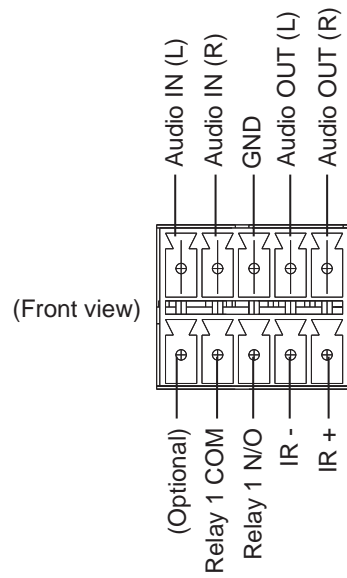 Audio IN (L)
Audio IN (R)
GND
Audio OUT (L)
Audio OUT (R)
(Front view)
(Optional)
Relay 1 COM
Relay 1 N/O
IR -
IR +